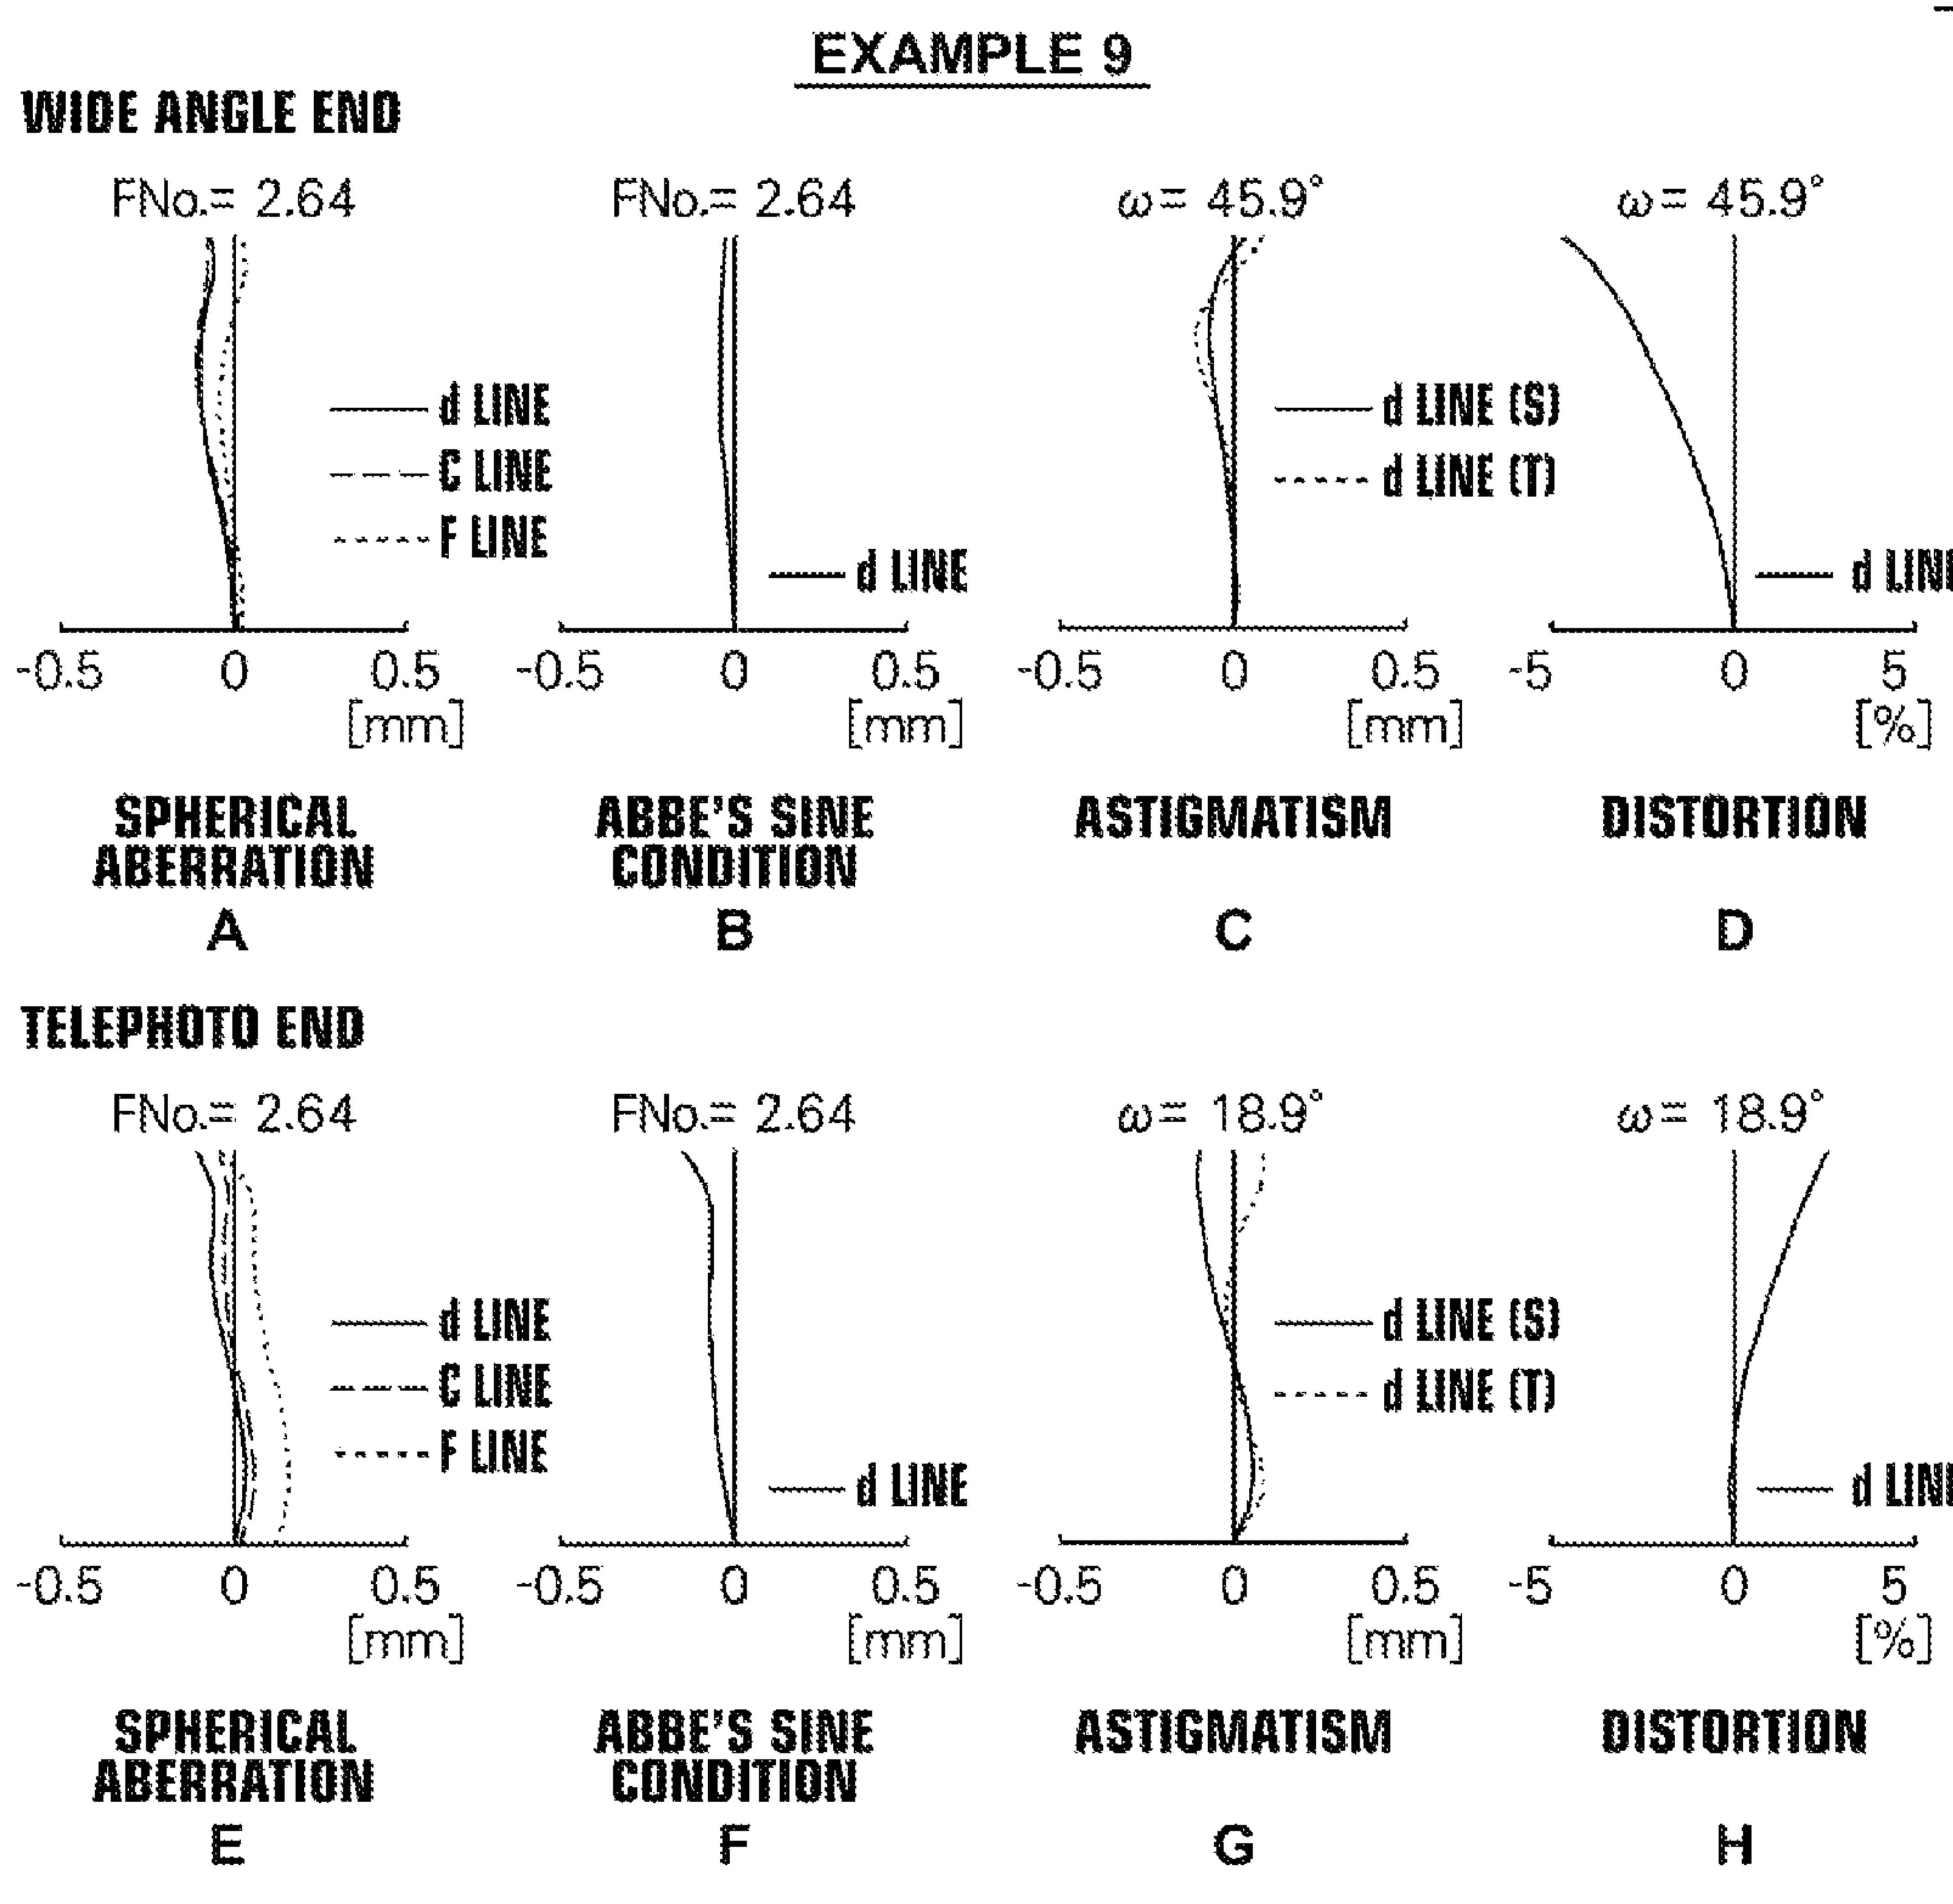 EXAMPLE 9
WIDE ANGLE END
FNo.= 2.64
FNo.= 2.64
ω= 45.9°
ω= 45.9°
d LINE
C LINE
F LINE
d LINE
d LINE (S)
d LINE (T)
d LINE
-0.5 0 0.5
[mm]
-0.5 0 0.5
[mm]
-0.5 0 0.5
[mm]
-5 0 5
[%]
SPHERICAL
ABERRATION
A
ABBE'S SINE
CONDITION
B
ASTIGMATISM
C
DISTORTION
D
TELEPHOTO END
FNo.= 2.64
FNo.= 2.64
ω= 18.9°
ω= 18.9°
d LINE
C LINE
F LINE
d LINE
d LINE (S)
d LINE (T)
d LINE
-0.5 0 0.5
[mm]
-0.5 0 0.5
[mm]
-0.5 0 0.5
[mm]
-5 0 5
[%]
SPHERICAL
ABERRATION
E
ABBE'S SINE
CONDITION
F
ASTIGMATISM
G
DISTORTION
H